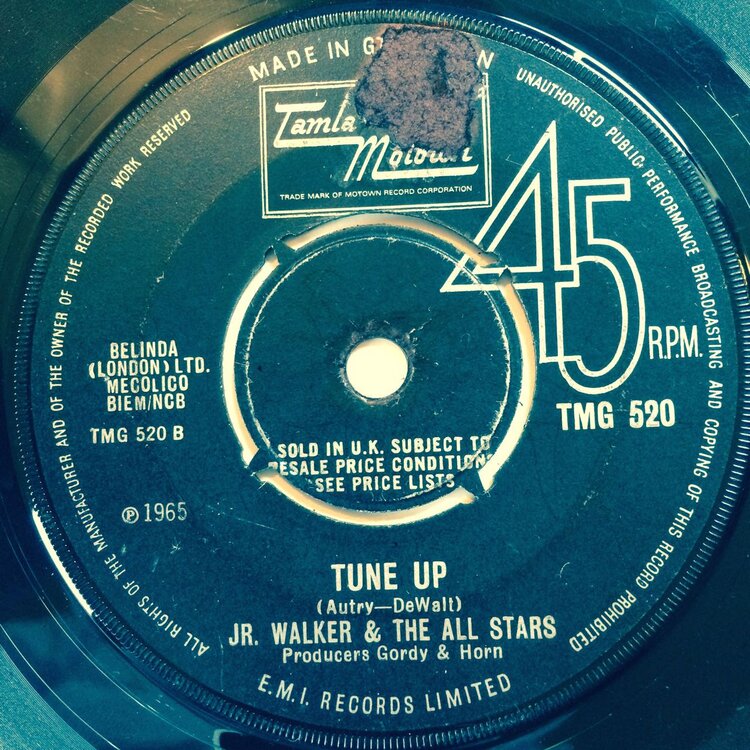 MADE IN
Tamla
Motown
TRADE MARK OF MOTOWN RECORD CORPORATION
45
R.P.M.
TMG 520
BELINDA
(LONDON) LTD.
MECOLICO
BIEM/NCB
TMG 520 B
℗ 1965
SOLD IN U.K. SUBJECT TO
RESALE PRICE CONDITIONS
SEE PRICE LISTS
TUNE UP
(Autry—DeWalt)
JR. WALKER & THE ALL STARS
Producers Gordy & Horn
E.M.I. RECORDS LIMITED
ALL RIGHTS OF THE MANUFACTURER AND OF THE OWNER OF THE RECORDED WORK RESERVED
UNAUTHORISED PUBLIC PERFORMANCE BROADCASTING AND COPYING OF THIS RECORD PROHIBITED